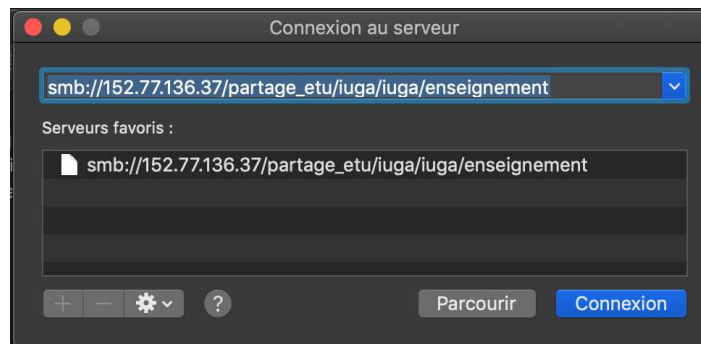 Connexion au serveur
smb://152.77.136.37/partage_etu/iuga/iuga/enseignement
Serveurs favoris :
smb://152.77.136.37/partage_etu/iuga/iuga/enseignement
+ − ? Parcourir Connexion